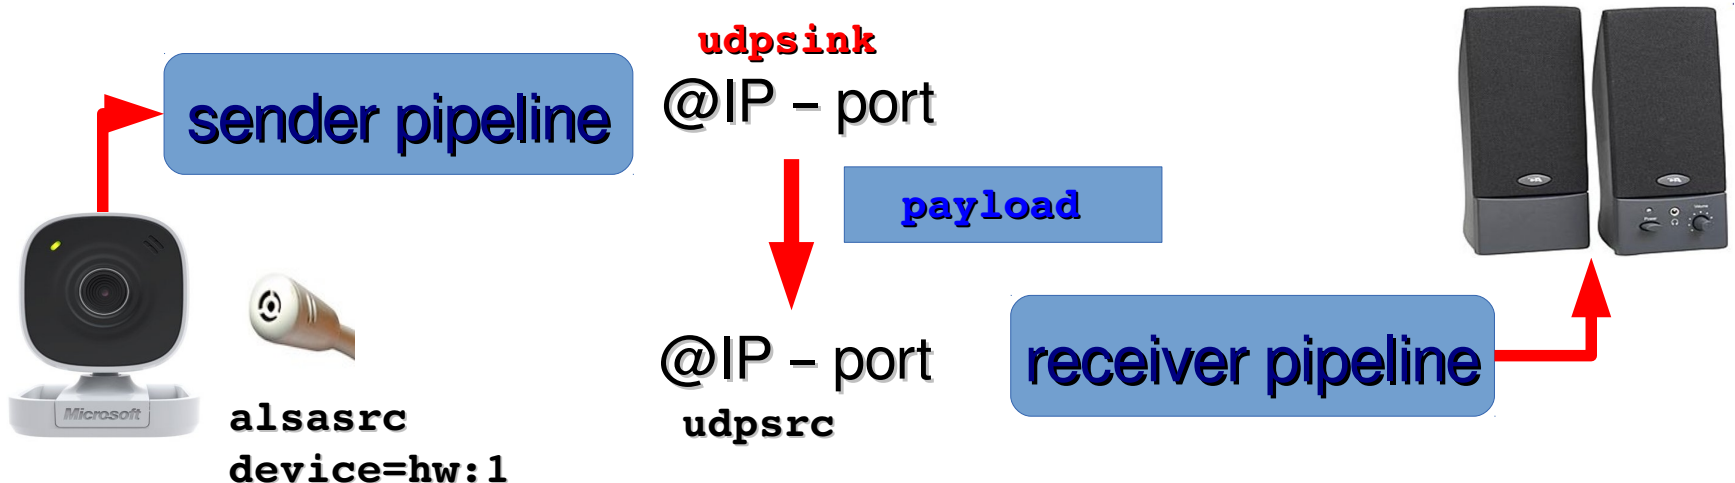 udpsink
sender pipeline
@IP – port
payload
@IP – port
receiver pipeline
Microsoft
alsasrc
device=hw:1
udpsrc